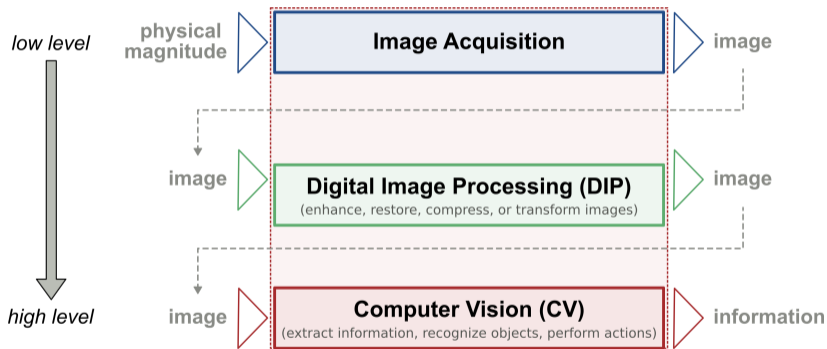 low level
physical
magnitude
Image Acquisition
image
image
Digital Image Processing (DIP)
(enhance, restore, compress, or transform images)
image
high level
image
Computer Vision (CV)
(extract information, recognize objects, perform actions)
information